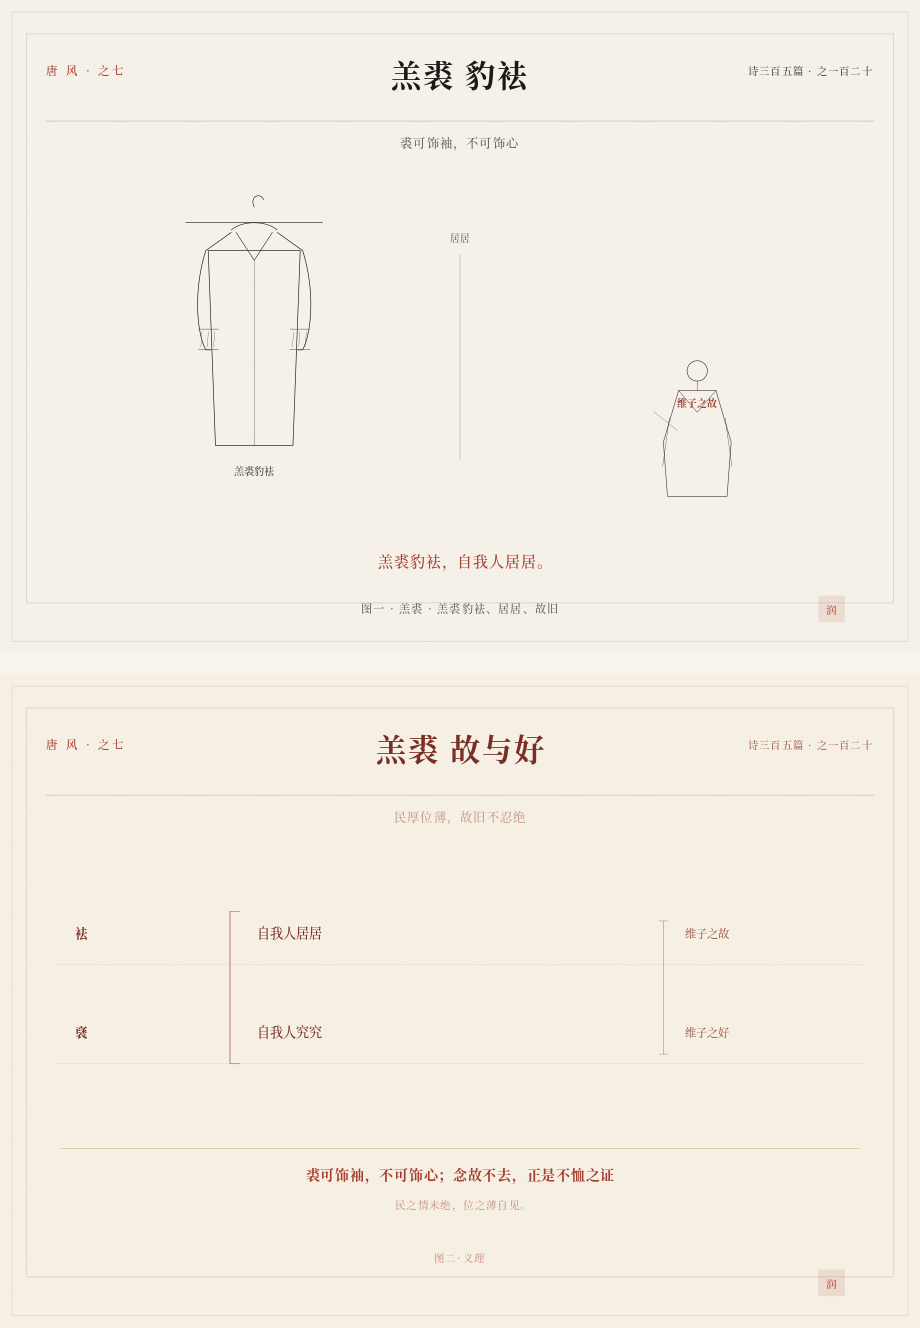 唐 风 · 之七
羔裘 豹袪
诗三百五篇 · 之一百二十
裘可饰袖，不可饰心
居居
维子之故
羔裘豹袪
羔裘豹袪，自我人居居。
图一 · 羔裘 · 羔裘豹袪、居居、故旧
润
唐 风 · 之七
羔裘 故与好
诗三百五篇 · 之一百二十
民厚位薄，故旧不忍绝
袪
自我人居居
维子之故
褎
自我人究究
维子之好
裘可饰袖，不可饰心；念故不去，正是不恤之证
民之情未绝，位之薄自见。
图二 · 义理
润